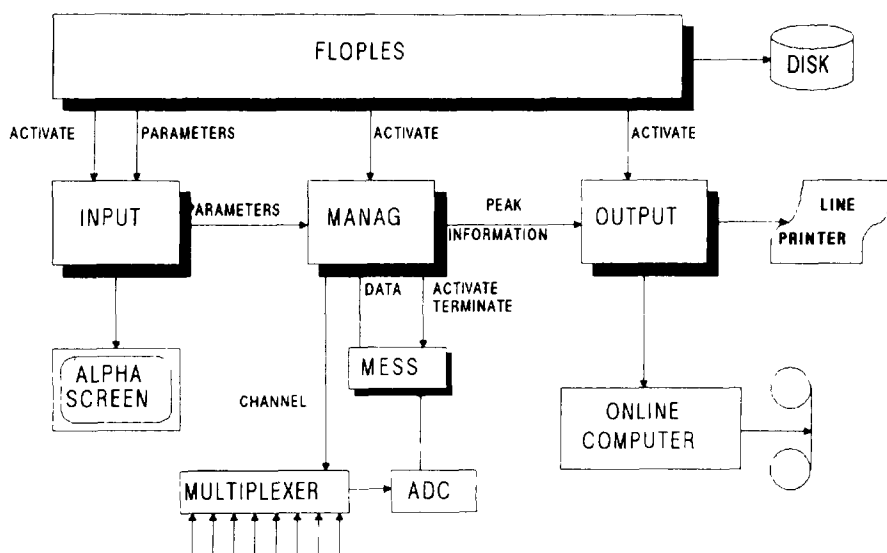 FLOPLES
DISK
ACTIVATE
PARAMETERS
ACTIVATE
ACTIVATE
INPUT
PARAMETERS
MANAG
PEAK
INFORMATION
OUTPUT
LINE
PRINTER
DATA
ACTIVATE
TERMINATE
ALPHA
SCREEN
MESS
CHANNEL
ONLINE
COMPUTER
MULTIPLEXER
ADC